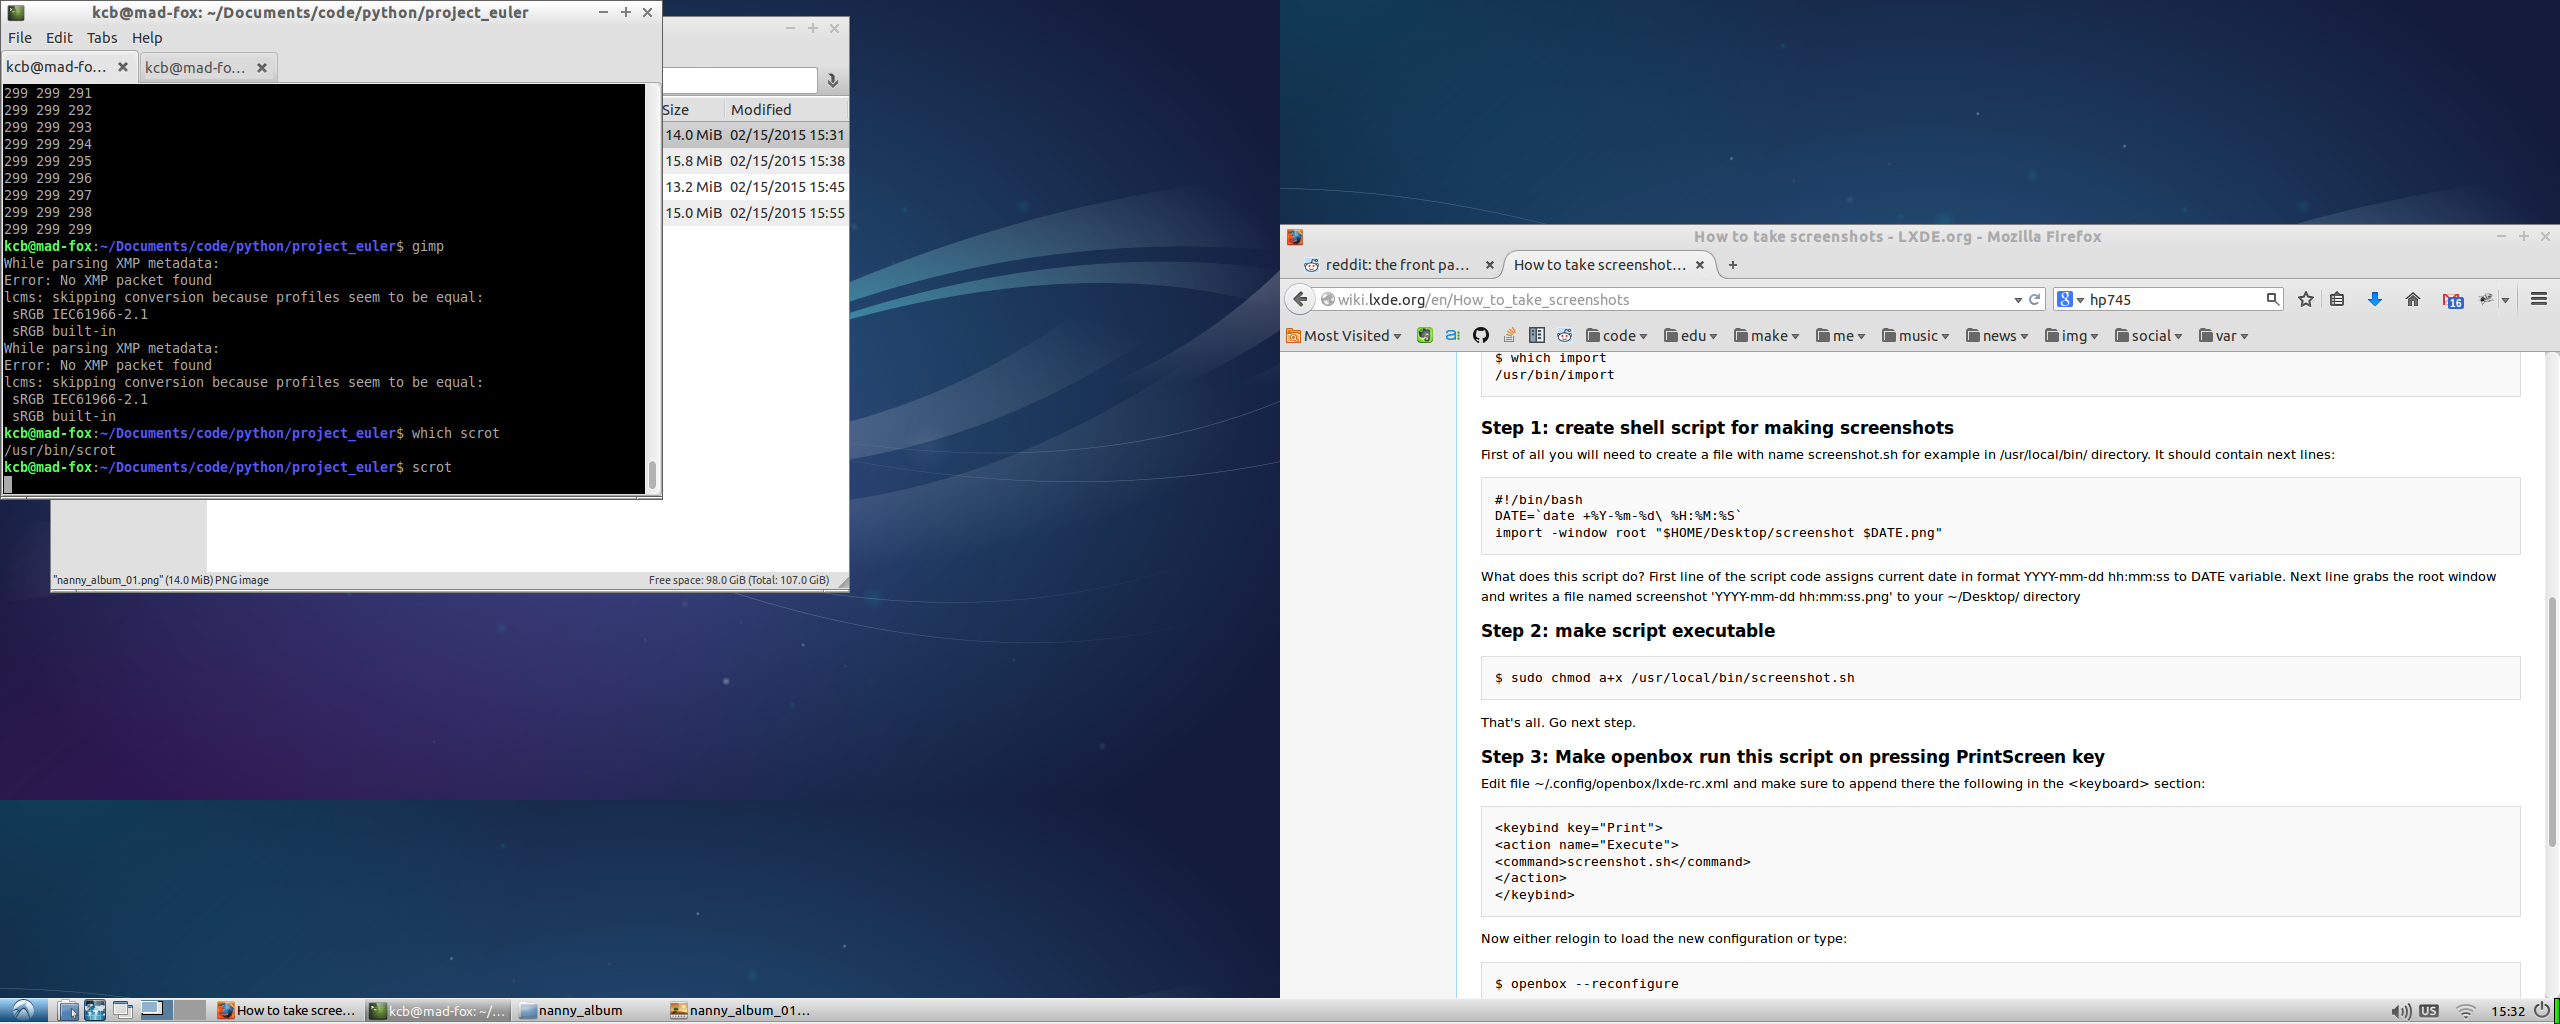 kcb@mad-fox: ~/Documents/code/python/project_euler
File Edit Tabs Help
kcb@mad-fo...
kcb@mad-fo...
299 299 291
299 299 292
299 299 293
299 299 294
299 299 295
299 299 296
299 299 297
299 299 298
299 299 299
kcb@mad-fox:~/Documents/code/python/project_euler$ gimp
While parsing XMP metadata:
Error: No XMP packet found
lcms: skipping conversion because profiles seem to be equal:
sRGB IEC61966-2.1
sRGB built-in
While parsing XMP metadata:
Error: No XMP packet found
lcms: skipping conversion because profiles seem to be equal:
sRGB IEC61966-2.1
sRGB built-in
kcb@mad-fox:~/Documents/code/python/project_euler$ which scrot
/usr/bin/scrot
kcb@mad-fox:~/Documents/code/python/project_euler$ scrot
Size Modified
14.0 MiB 02/15/2015 15:31
15.8 MiB 02/15/2015 15:38
13.2 MiB 02/15/2015 15:45
15.0 MiB 02/15/2015 15:55
"nanny_album_01.png" (14.0 MiB) PNG image
Free space: 98.0 GiB (Total: 107.0 GiB)
How to take screenshots - LXDE.org - Mozilla Firefox
reddit: the front pa...
How to take screenshot...
wiki.lxde.org/en/How_to_take_screenshots
hp745
16
Most Visited
code edu make me music news img social var
$ which import
/usr/bin/import
Step 1: create shell script for making screenshots
First of all you will need to create a file with name screenshot.sh for example in /usr/local/bin/ directory. It should contain next lines:
#!/bin/bash
DATE=`date +%Y-%m-%d\ %H:%M:%S`
import -window root "$HOME/Desktop/screenshot $DATE.png"
What does this script do? First line of the script code assigns current date in format YYYY-mm-dd hh:mm:ss to DATE variable. Next line grabs the root window
and writes a file named screenshot 'YYYY-mm-dd hh:mm:ss.png' to your ~/Desktop/ directory
Step 2: make script executable
$ sudo chmod a+x /usr/local/bin/screenshot.sh
That's all. Go next step.
Step 3: Make openbox run this script on pressing PrintScreen key
Edit file ~/.config/openbox/lxde-rc.xml and make sure to append there the following in the <keyboard> section:
<keybind key="Print">
<action name="Execute">
<command>screenshot.sh</command>
</action>
</keybind>
Now either relogin to load the new configuration or type:
$ openbox --reconfigure
How to take scree...
kcb@mad-fox: ~/...
nanny_album
nanny_album_01...
US
15:32